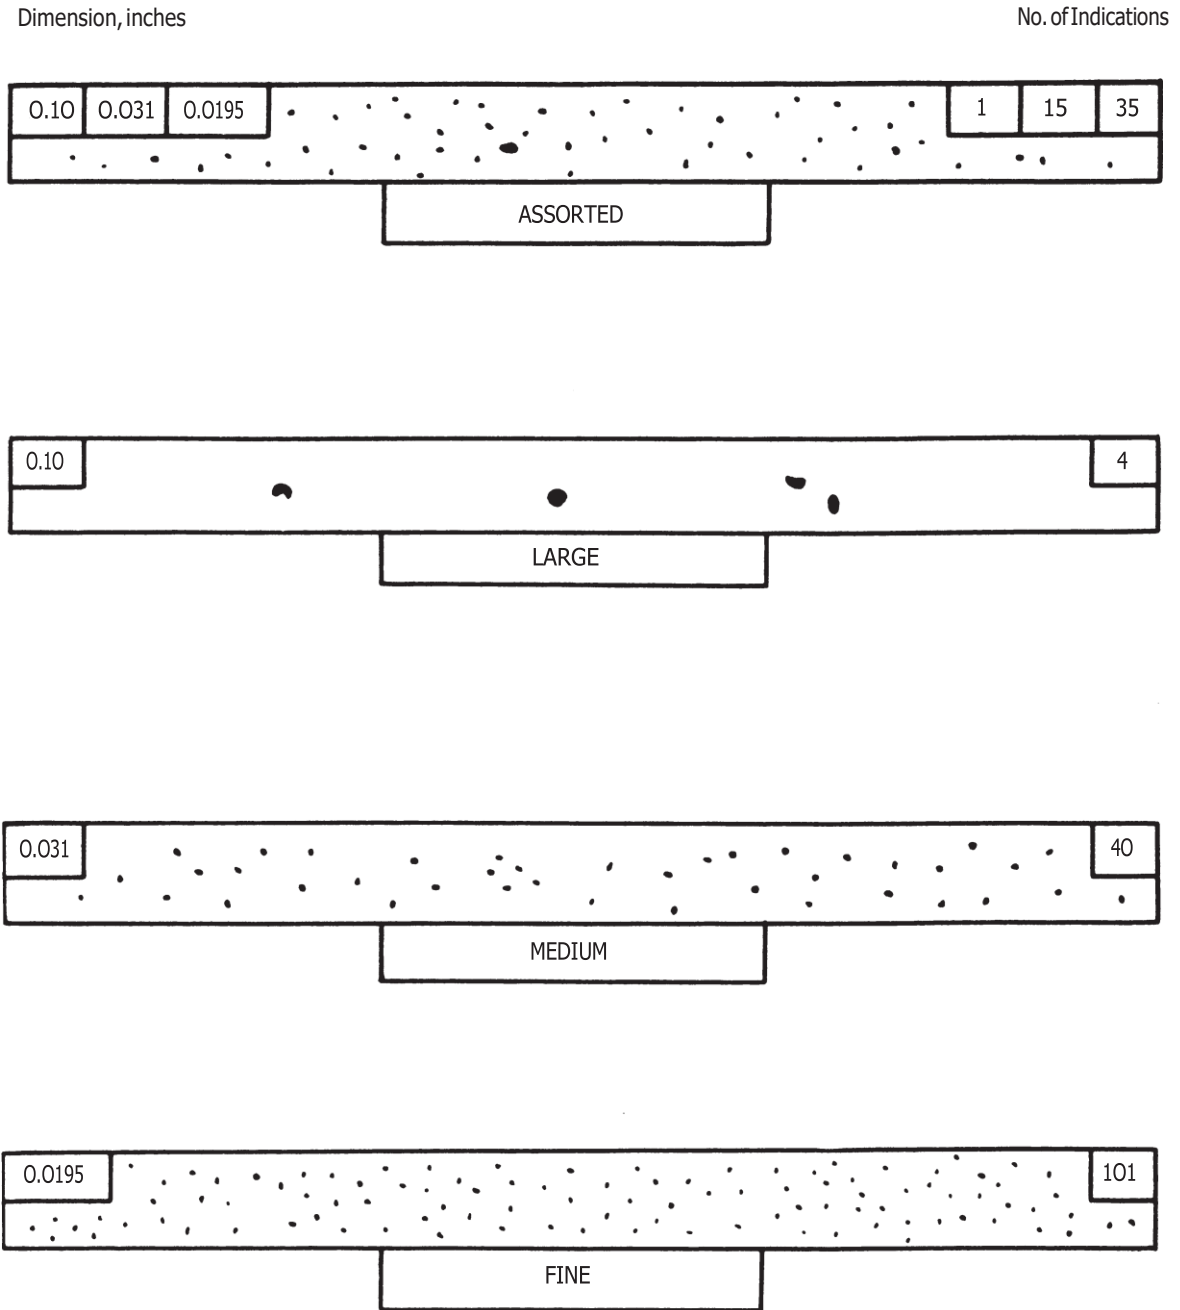 Dimension, inches No. of Indications
0.10 0.031 0.0195 1 15 35
ASSORTED
0.10 4
LARGE
0.031 40
MEDIUM
0.0195 101
FINE